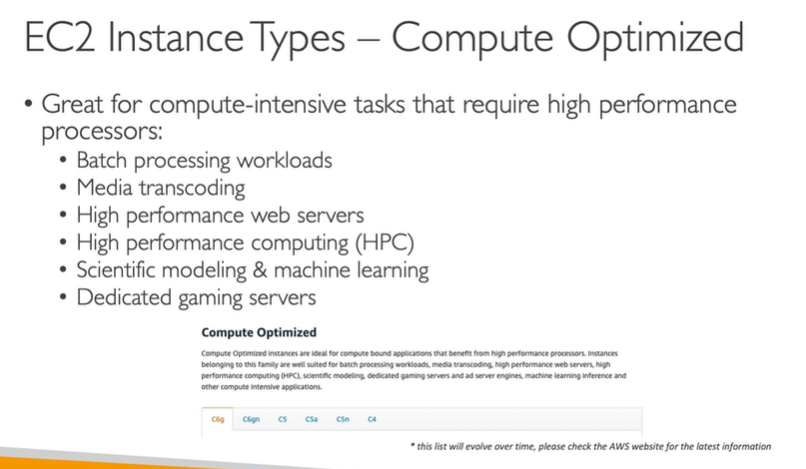 EC2 Instance Types – Compute Optimized
• Great for compute-intensive tasks that require high performance
processors:
• Batch processing workloads
• Media transcoding
• High performance web servers
• High performance computing (HPC)
• Scientific modeling & machine learning
• Dedicated gaming servers
Compute Optimized
Compute Optimized instances are ideal for compute bound applications that benefit from high performance processors. Instances
belonging to this family are well suited for batch processing workloads, media transcoding, high performance web servers, high
performance computing (HPC), scientific modeling, dedicated gaming servers and ad server engines, machine learning inference and
other compute intensive applications.
C6g C6gn C5 C5a C5n C4
* this list will evolve over time, please check the AWS website for the latest information